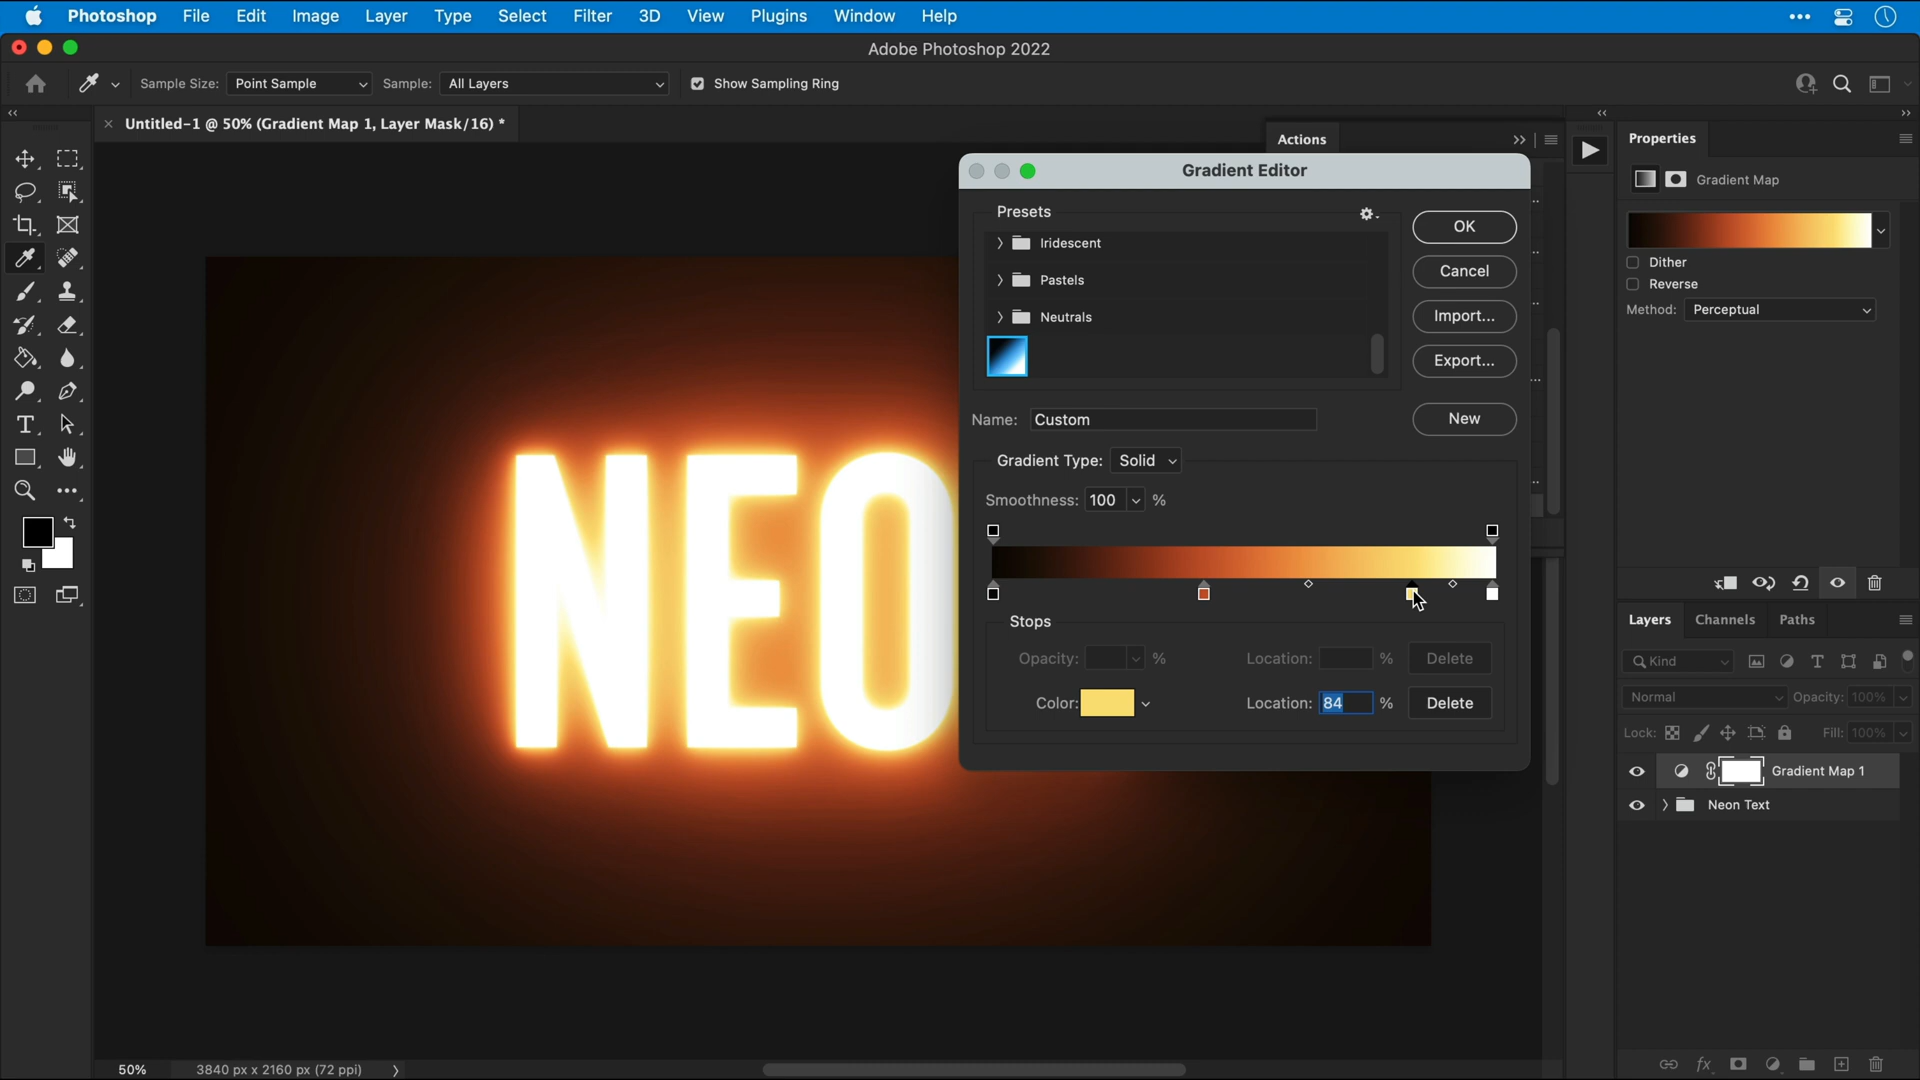 Photoshop File Edit Image Layer Type Select Filter 3D View Plugins Window Help
Adobe Photoshop 2022
Sample Size: Point Sample Sample: All Layers Show Sampling Ring
Untitled-1 @ 50% (Gradient Map 1, Layer Mask/16) *
Actions
Properties
Gradient Editor
Gradient Map
Presets
Iridescent
Pastels
Neutrals
OK
Cancel
Import...
Export...
Name: Custom
New
Gradient Type: Solid
Smoothness: 100 %
Stops
Opacity: % Location: % Delete
Color: Location: 84 % Delete
NEO
Dither
Reverse
Method: Perceptual
Layers Channels Paths
Kind
Normal Opacity: 100%
Lock: Fill: 100%
Gradient Map 1
Neon Text
50% 3840 px x 2160 px (72 ppi)